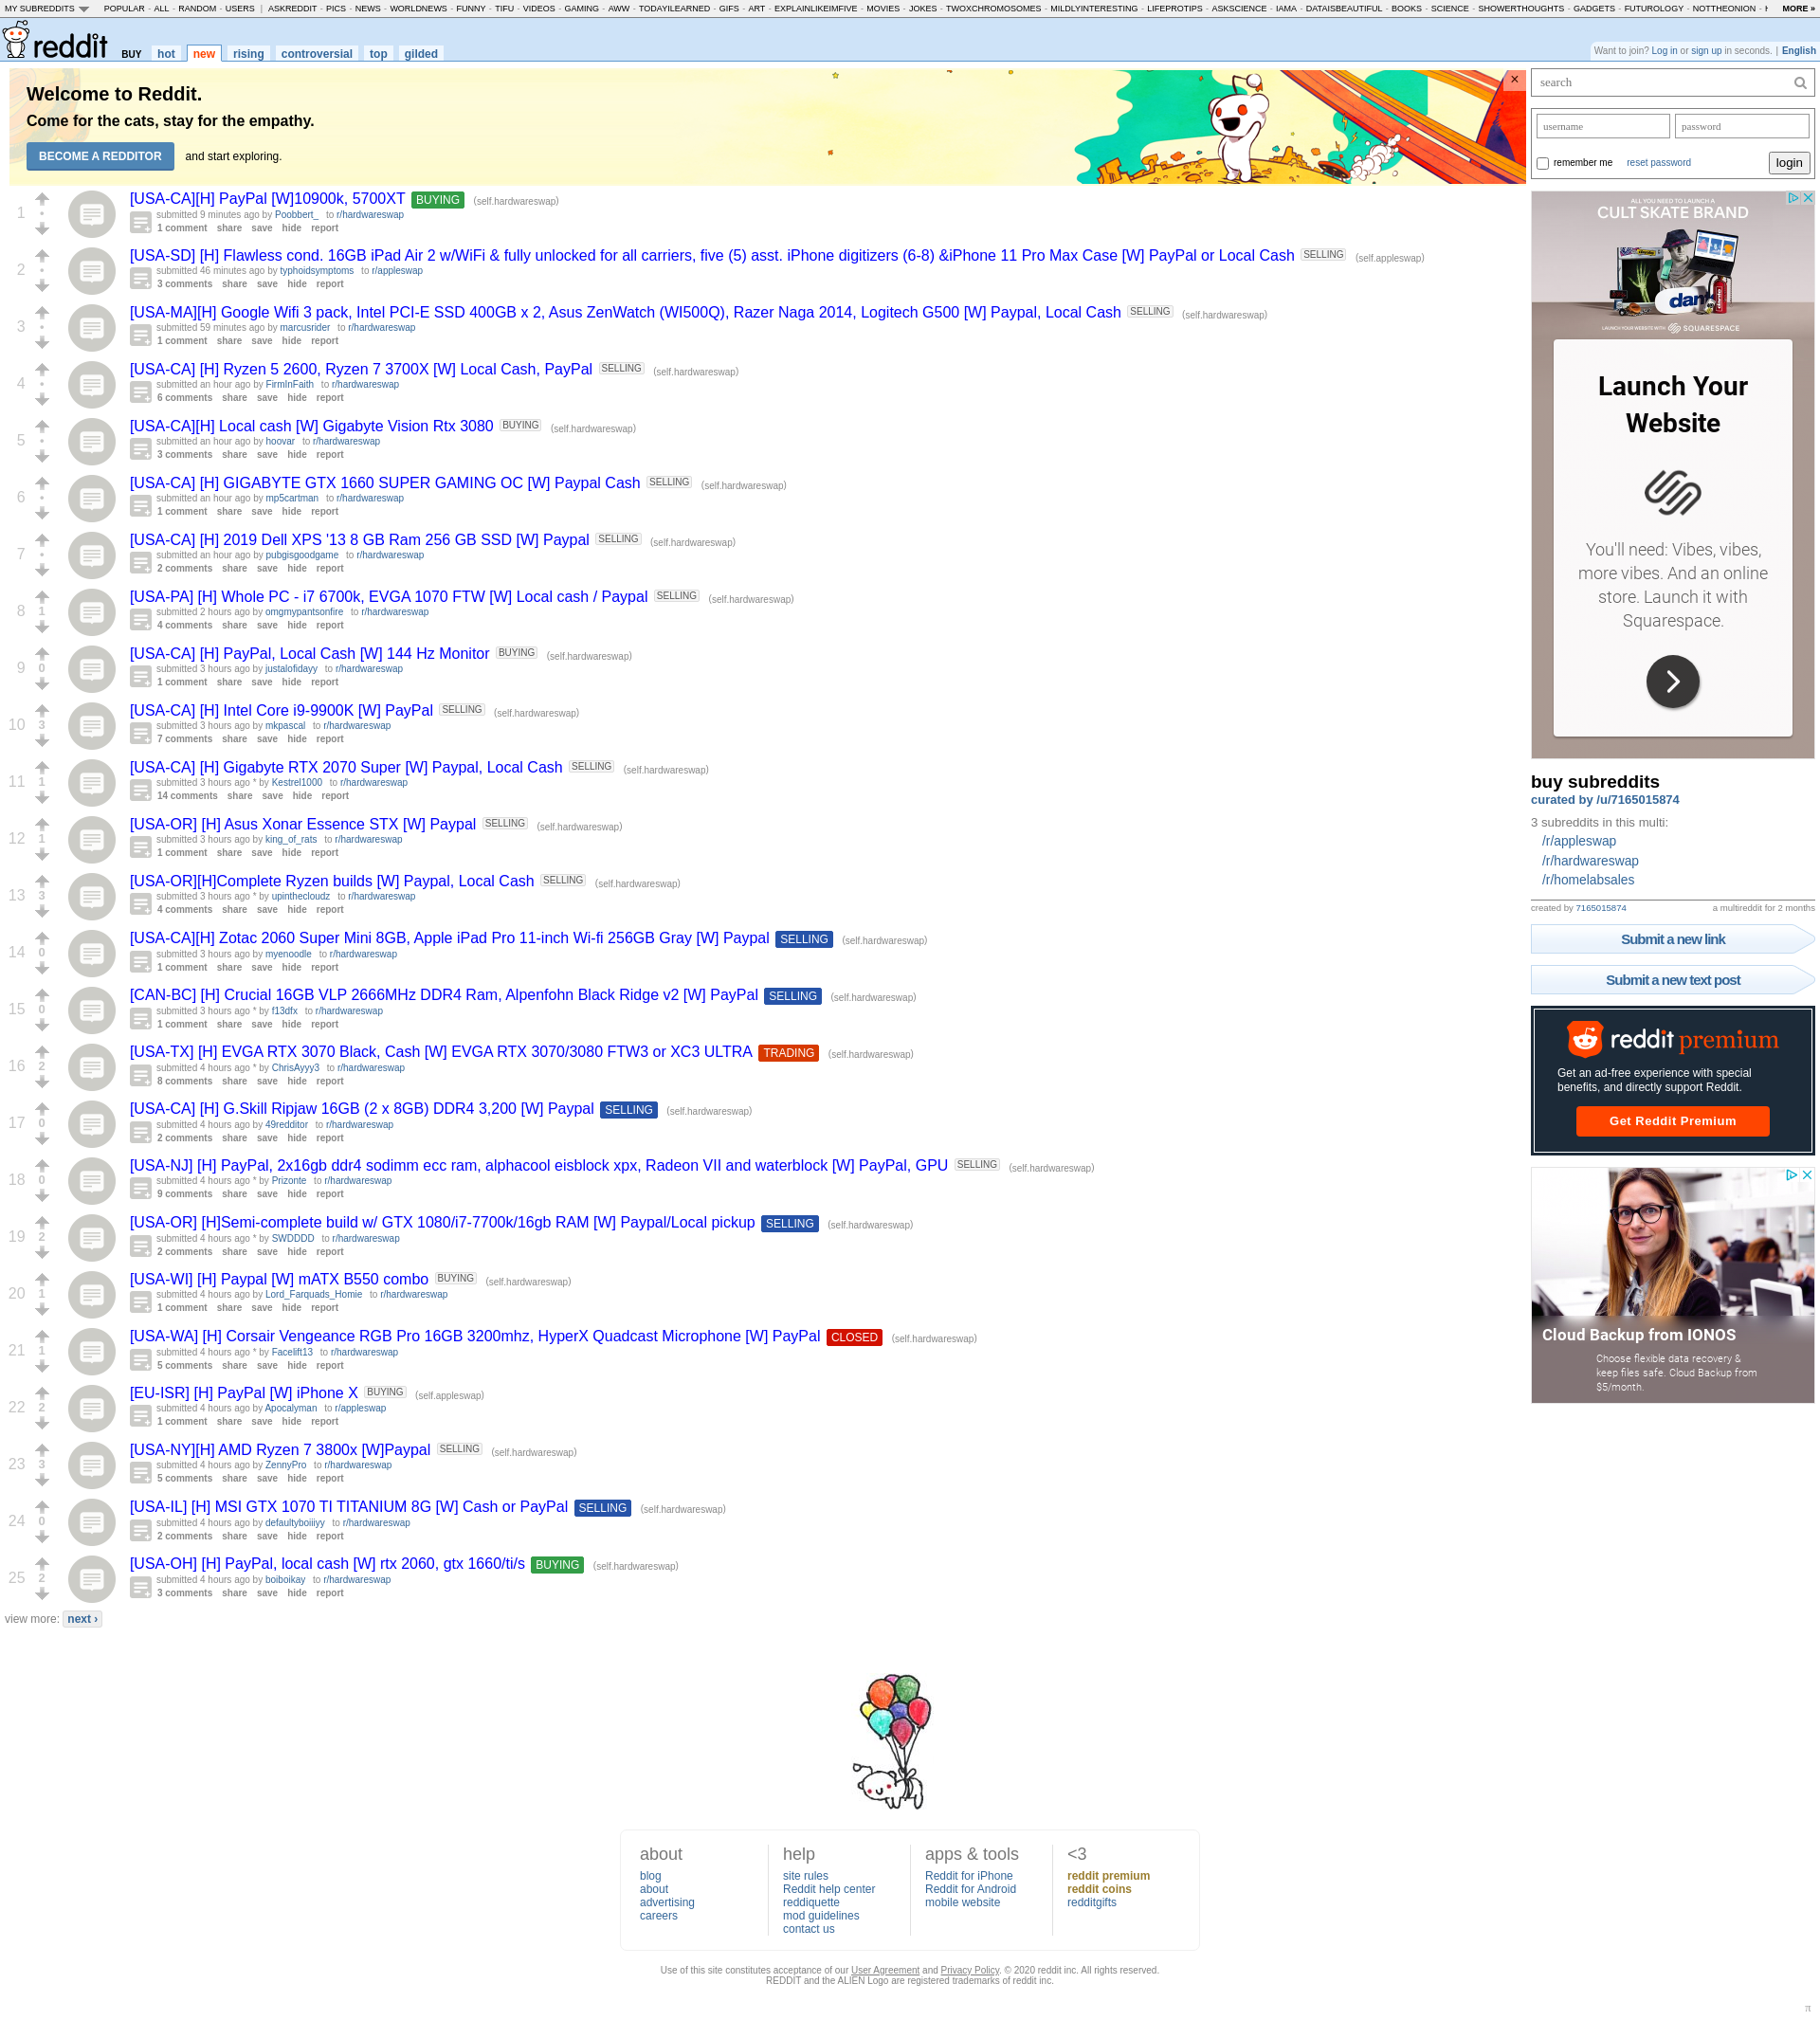 MY SUBREDDITS POPULAR - ALL - RANDOM - USERS | ASKREDDIT - PICS - NEWS - WORLDNEWS - FUNNY - TIFU - VIDEOS - GAMING - AWW - TODAYILEARNED - GIFS - ART - EXPLAINLIKEIMFIVE - MOVIES - JOKES - TWOXCHROMOSOMES - MILDLYINTERESTING - LIFEPROTIPS - ASKSCIENCE - IAMA - DATAISBEAUTIFUL - BOOKS - SCIENCE - SHOWERTHOUGHTS - GADGETS - FUTUROLOGY - NOTTHEONION - MORE »
reddit BUY hot new rising controversial top gilded
Want to join? Log in or sign up in seconds. | English
Welcome to Reddit.
Come for the cats, stay for the empathy.
BECOME A REDDITOR and start exploring.
1 [USA-CA][H] PayPal [W]10900k, 5700XT BUYING (self.hardwareswap)
submitted 9 minutes ago by Poobbert_ to r/hardwareswap
1 comment share save hide report
2 [USA-SD] [H] Flawless cond. 16GB iPad Air 2 w/WiFi & fully unlocked for all carriers, five (5) asst. iPhone digitizers (6-8) &iPhone 11 Pro Max Case [W] PayPal or Local Cash SELLING (self.appleswap)
submitted 46 minutes ago by typhoidsymptoms to r/appleswap
3 comments share save hide report
3 [USA-MA][H] Google Wifi 3 pack, Intel PCI-E SSD 400GB x 2, Asus ZenWatch (WI500Q), Razer Naga 2014, Logitech G500 [W] Paypal, Local Cash SELLING (self.hardwareswap)
submitted 59 minutes ago by marcusrider to r/hardwareswap
1 comment share save hide report
4 [USA-CA] [H] Ryzen 5 2600, Ryzen 7 3700X [W] Local Cash, PayPal SELLING (self.hardwareswap)
submitted an hour ago by FirmInFaith to r/hardwareswap
6 comments share save hide report
5 [USA-CA][H] Local cash [W] Gigabyte Vision Rtx 3080 BUYING (self.hardwareswap)
submitted an hour ago by hoovar to r/hardwareswap
3 comments share save hide report
6 [USA-CA] [H] GIGABYTE GTX 1660 SUPER GAMING OC [W] Paypal Cash SELLING (self.hardwareswap)
submitted an hour ago by mp5cartman to r/hardwareswap
1 comment share save hide report
7 [USA-CA] [H] 2019 Dell XPS '13 8 GB Ram 256 GB SSD [W] Paypal SELLING (self.hardwareswap)
submitted an hour ago by pubgisgoodgame to r/hardwareswap
2 comments share save hide report
8 1 [USA-PA] [H] Whole PC - i7 6700k, EVGA 1070 FTW [W] Local cash / Paypal SELLING (self.hardwareswap)
submitted 2 hours ago by omgmypantsonfire to r/hardwareswap
4 comments share save hide report
9 0 [USA-CA] [H] PayPal, Local Cash [W] 144 Hz Monitor BUYING (self.hardwareswap)
submitted 3 hours ago by justalofidayy to r/hardwareswap
1 comment share save hide report
10 3 [USA-CA] [H] Intel Core i9-9900K [W] PayPal SELLING (self.hardwareswap)
submitted 3 hours ago by mkpascal to r/hardwareswap
7 comments share save hide report
11 1 [USA-CA] [H] Gigabyte RTX 2070 Super [W] Paypal, Local Cash SELLING (self.hardwareswap)
submitted 3 hours ago * by Kestrel1000 to r/hardwareswap
14 comments share save hide report
12 1 [USA-OR] [H] Asus Xonar Essence STX [W] Paypal SELLING (self.hardwareswap)
submitted 3 hours ago by king_of_rats to r/hardwareswap
1 comment share save hide report
13 3 [USA-OR][H]Complete Ryzen builds [W] Paypal, Local Cash SELLING (self.hardwareswap)
submitted 3 hours ago * by upinthecloudz to r/hardwareswap
4 comments share save hide report
14 0 [USA-CA][H] Zotac 2060 Super Mini 8GB, Apple iPad Pro 11-inch Wi-fi 256GB Gray [W] Paypal SELLING (self.hardwareswap)
submitted 3 hours ago by myenoodle to r/hardwareswap
1 comment share save hide report
15 0 [CAN-BC] [H] Crucial 16GB VLP 2666MHz DDR4 Ram, Alpenfohn Black Ridge v2 [W] PayPal SELLING (self.hardwareswap)
submitted 3 hours ago * by f13dfx to r/hardwareswap
1 comment share save hide report
16 2 [USA-TX] [H] EVGA RTX 3070 Black, Cash [W] EVGA RTX 3070/3080 FTW3 or XC3 ULTRA TRADING (self.hardwareswap)
submitted 4 hours ago * by ChrisAyyy3 to r/hardwareswap
8 comments share save hide report
17 0 [USA-CA] [H] G.Skill Ripjaw 16GB (2 x 8GB) DDR4 3,200 [W] Paypal SELLING (self.hardwareswap)
submitted 4 hours ago by 49redditor to r/hardwareswap
2 comments share save hide report
18 0 [USA-NJ] [H] PayPal, 2x16gb ddr4 sodimm ecc ram, alphacool eisblock xpx, Radeon VII and waterblock [W] PayPal, GPU SELLING (self.hardwareswap)
submitted 4 hours ago * by Prizonte to r/hardwareswap
9 comments share save hide report
19 2 [USA-OR] [H]Semi-complete build w/ GTX 1080/i7-7700k/16gb RAM [W] Paypal/Local pickup SELLING (self.hardwareswap)
submitted 4 hours ago * by SWDDDD to r/hardwareswap
2 comments share save hide report
20 1 [USA-WI] [H] Paypal [W] mATX B550 combo BUYING (self.hardwareswap)
submitted 4 hours ago by Lord_Farquads_Homie to r/hardwareswap
1 comment share save hide report
21 1 [USA-WA] [H] Corsair Vengeance RGB Pro 16GB 3200mhz, HyperX Quadcast Microphone [W] PayPal CLOSED (self.hardwareswap)
submitted 4 hours ago * by Facelift13 to r/hardwareswap
5 comments share save hide report
22 2 [EU-ISR] [H] PayPal [W] iPhone X BUYING (self.appleswap)
submitted 4 hours ago by Apocalyman to r/appleswap
1 comment share save hide report
23 3 [USA-NY][H] AMD Ryzen 7 3800x [W]Paypal SELLING (self.hardwareswap)
submitted 4 hours ago by ZennyPro to r/hardwareswap
5 comments share save hide report
24 0 [USA-IL] [H] MSI GTX 1070 TI TITANIUM 8G [W] Cash or PayPal SELLING (self.hardwareswap)
submitted 4 hours ago by defaultyboiiiyy to r/hardwareswap
2 comments share save hide report
25 2 [USA-OH] [H] PayPal, local cash [W] rtx 2060, gtx 1660/ti/s BUYING (self.hardwareswap)
submitted 4 hours ago by boiboikay to r/hardwareswap
3 comments share save hide report
view more: next ›
search
username password
remember me reset password login
ALL YOU NEED TO LAUNCH A
CULT SKATE BRAND
dan
LAUNCH YOUR WEBSITE WITH SQUARESPACE
Launch Your
Website
You'll need: Vibes, vibes,
more vibes. And an online
store. Launch it with
Squarespace.
buy subreddits
curated by /u/7165015874
3 subreddits in this multi:
/r/appleswap
/r/hardwareswap
/r/homelabsales
created by 7165015874 a multireddit for 2 months
Submit a new link
Submit a new text post
reddit premium
Get an ad-free experience with special
benefits, and directly support Reddit.
Get Reddit Premium
Cloud Backup from IONOS
Choose flexible data recovery &
keep files safe. Cloud Backup from
$5/month.
about
blog
about
advertising
careers
help
site rules
Reddit help center
reddiquette
mod guidelines
contact us
apps & tools
Reddit for iPhone
Reddit for Android
mobile website
<3
reddit premium
reddit coins
redditgifts
Use of this site constitutes acceptance of our User Agreement and Privacy Policy. © 2020 reddit inc. All rights reserved.
REDDIT and the ALIEN Logo are registered trademarks of reddit inc.
π